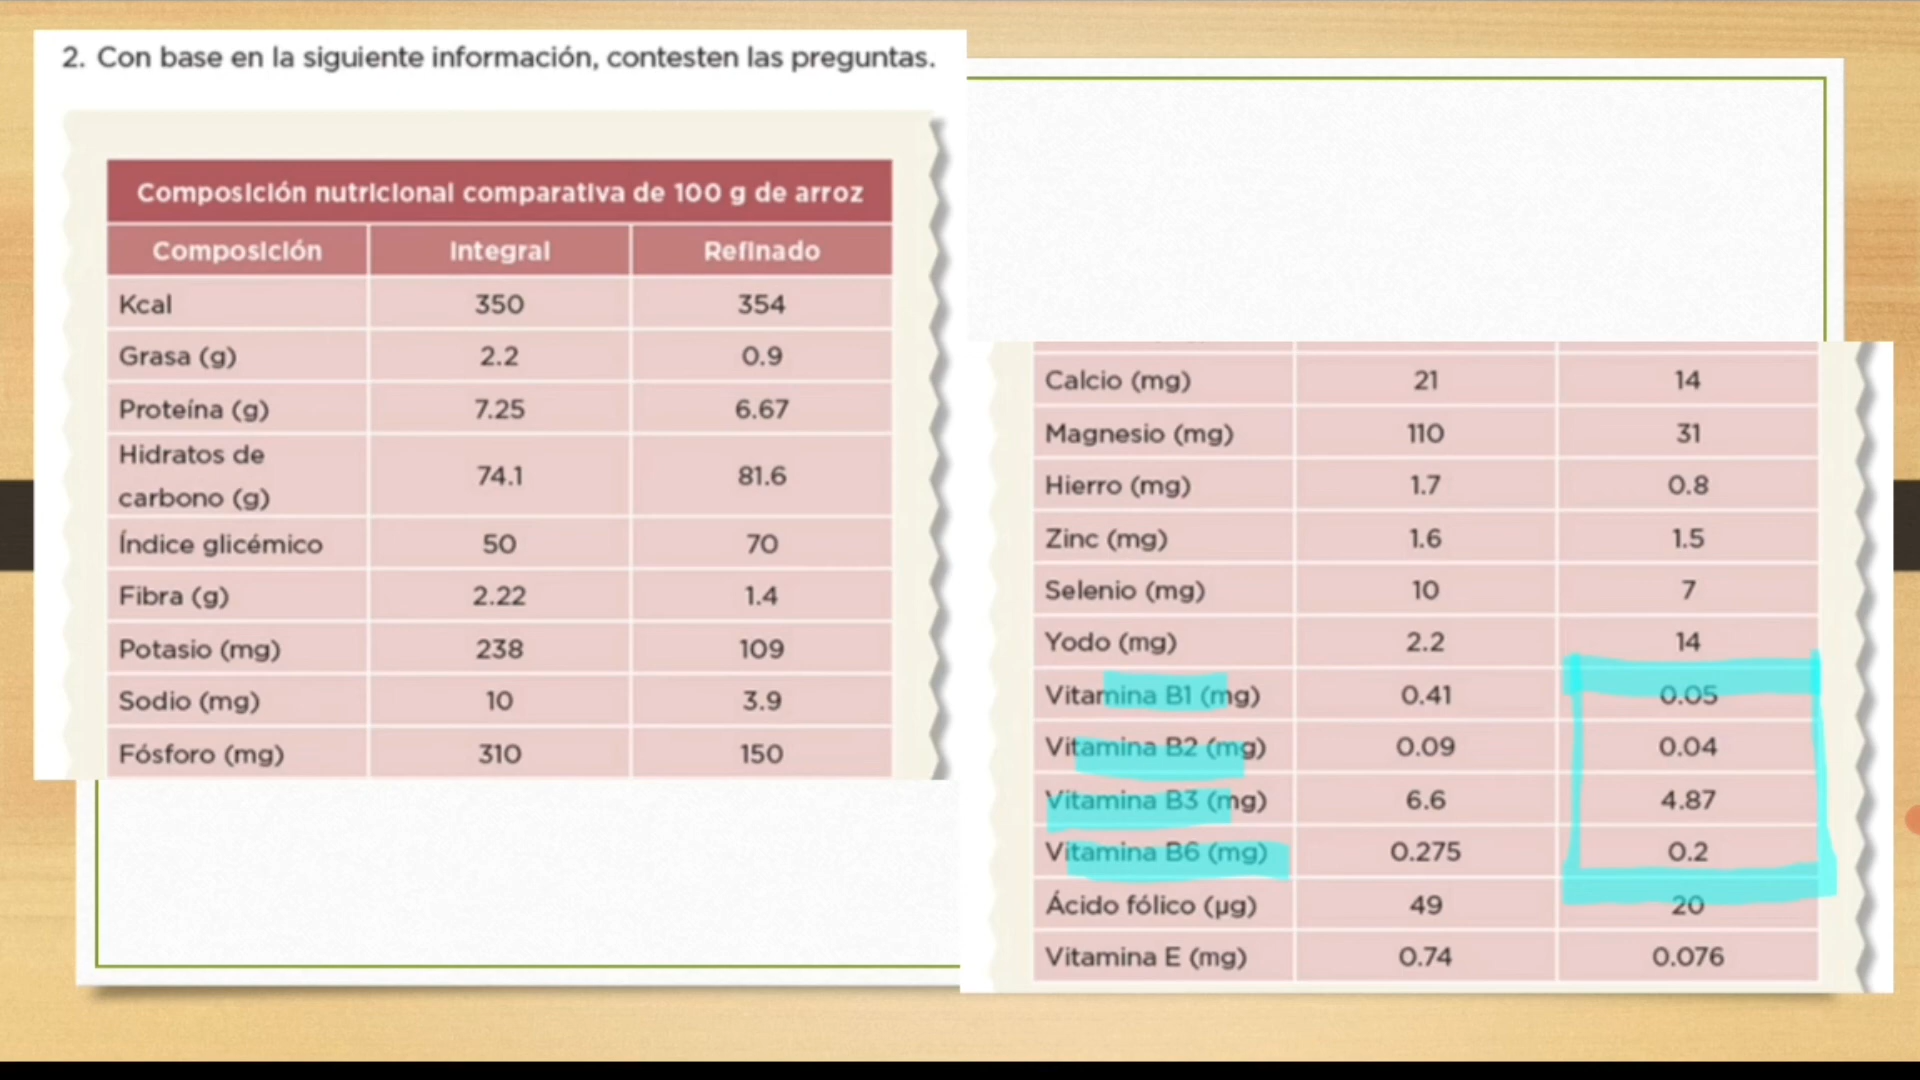 2. Con base en la siguiente información, contesten las preguntas.
Composición nutricional comparativa de 100 g de arroz
Composición Integral Refinado
Kcal 350 354
Grasa (g) 2.2 0.9
Proteína (g) 7.25 6.67
Hidratos de
carbono (g) 74.1 81.6
Índice glicémico 50 70
Fibra (g) 2.22 1.4
Potasio (mg) 238 109
Sodio (mg) 10 3.9
Fósforo (mg) 310 150
Calcio (mg) 21 14
Magnesio (mg) 110 31
Hierro (mg) 1.7 0.8
Zinc (mg) 1.6 1.5
Selenio (mg) 10 7
Yodo (mg) 2.2 14
Vitamina B1 (mg) 0.41 0.05
Vitamina B2 (mg) 0.09 0.04
Vitamina B3 (mg) 6.6 4.87
Vitamina B6 (mg) 0.275 0.2
Ácido fólico (µg) 49 20
Vitamina E (mg) 0.74 0.076